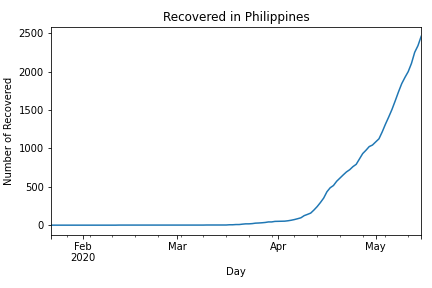 Recovered in Philippines
Number of Recovered
2500
2000
1500
1000
500
0
Feb
2020
Mar
Apr
May
Day